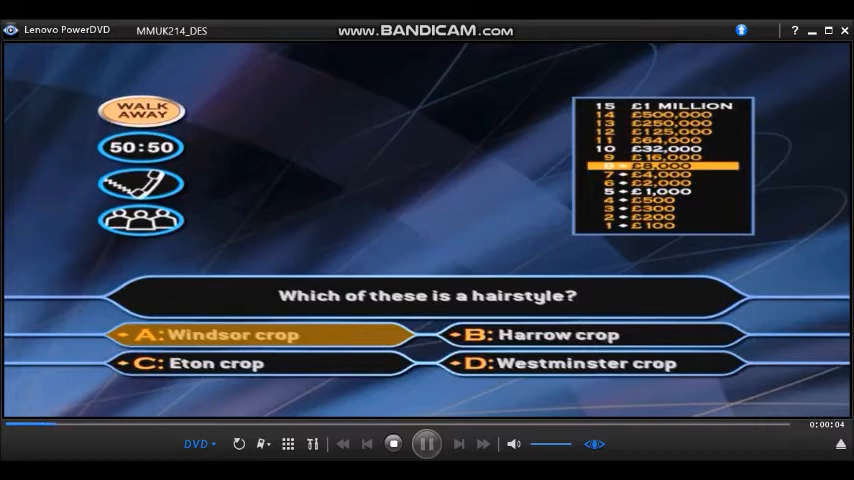 Lenovo PowerDVD
MMUK214_DES
www.BANDICAM.com
?
WALK
AWAY
50:50
15 £1 MILLION
14 £500,000
13 £250,000
12 £125,000
11 £64,000
10 £32,000
9 £16,000
8 £8,000
7 £4,000
6 £2,000
5 £1,000
4 £500
3 £300
2 £200
1 £100
Which of these is a hairstyle?
A: Windsor crop
B: Harrow crop
C: Eton crop
D: Westminster crop
0:00:04
DVD